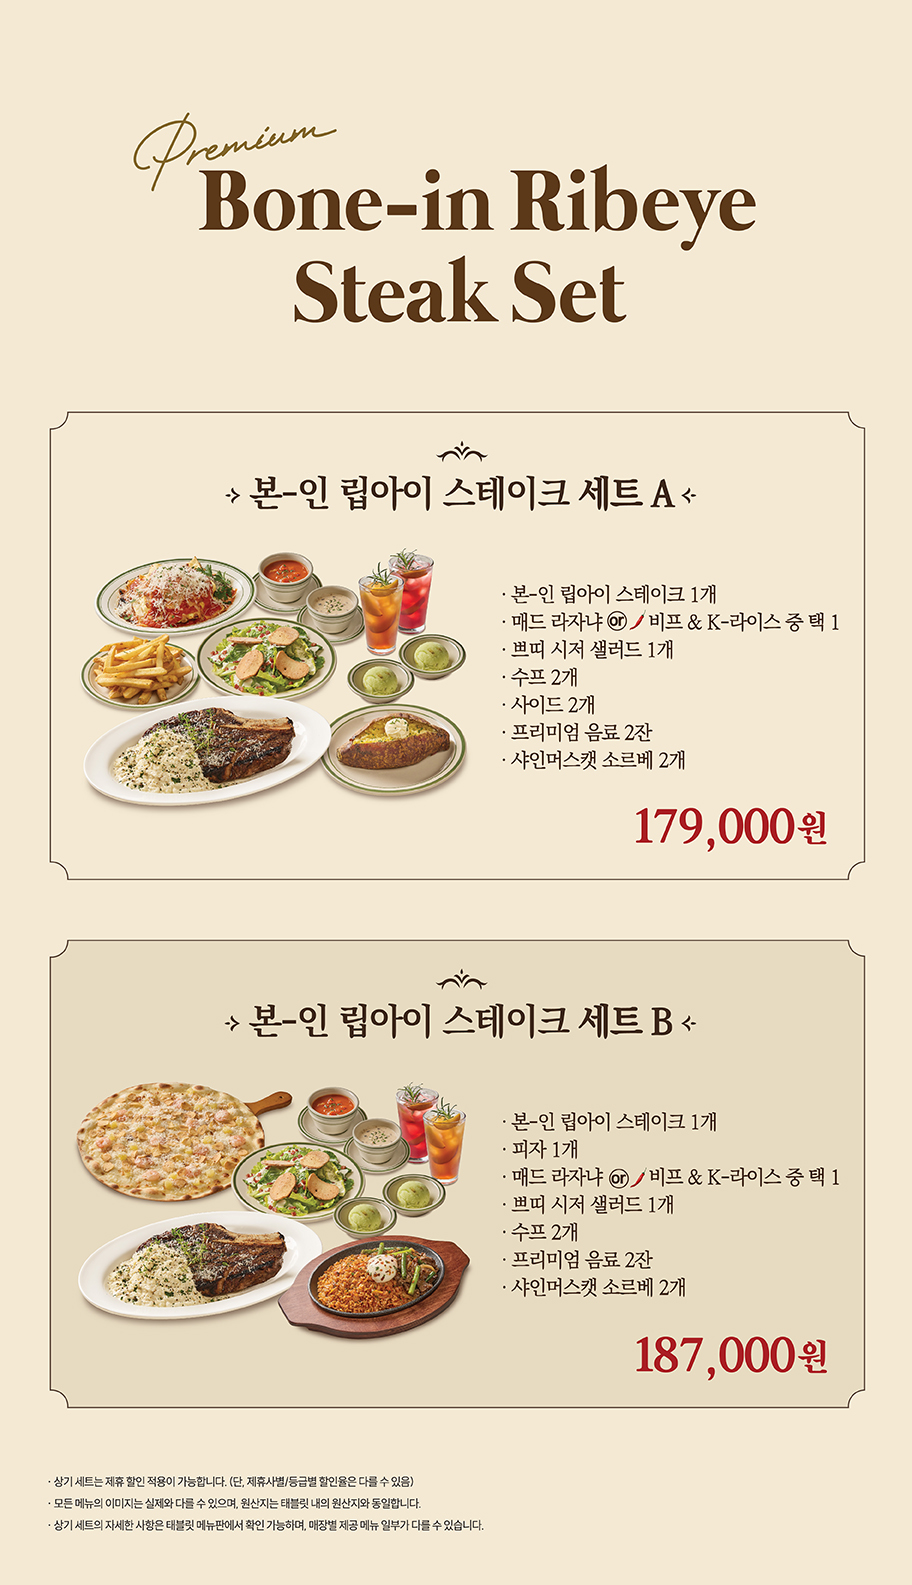 Premium
Bone-in Ribeye
Steak Set
본-인 립아이 스테이크 세트 A
· 본-인 립아이 스테이크 1개
· 매드 라자냐 or 비프 & K-라이스 중 택 1
· 쁘띠 시저 샐러드 1개
· 수프 2개
· 사이드 2개
· 프리미엄 음료 2잔
· 샤인머스캣 소르베 2개
179,000원
본-인 립아이 스테이크 세트 B
· 본-인 립아이 스테이크 1개
· 피자 1개
· 매드 라자냐 or 비프 & K-라이스 중 택 1
· 쁘띠 시저 샐러드 1개
· 수프 2개
· 프리미엄 음료 2잔
· 샤인머스캣 소르베 2개
187,000원
· 상기 세트는 제휴 할인 적용이 가능합니다. (단, 제휴사별/등급별 할인율은 다를 수 있음)
· 모든 메뉴의 이미지는 실제와 다를 수 있으며, 원산지는 태블릿 내의 원산지와 동일합니다.
· 상기 세트의 자세한 사항은 태블릿 메뉴판에서 확인 가능하며, 매장별 제공 메뉴 일부가 다를 수 있습니다.